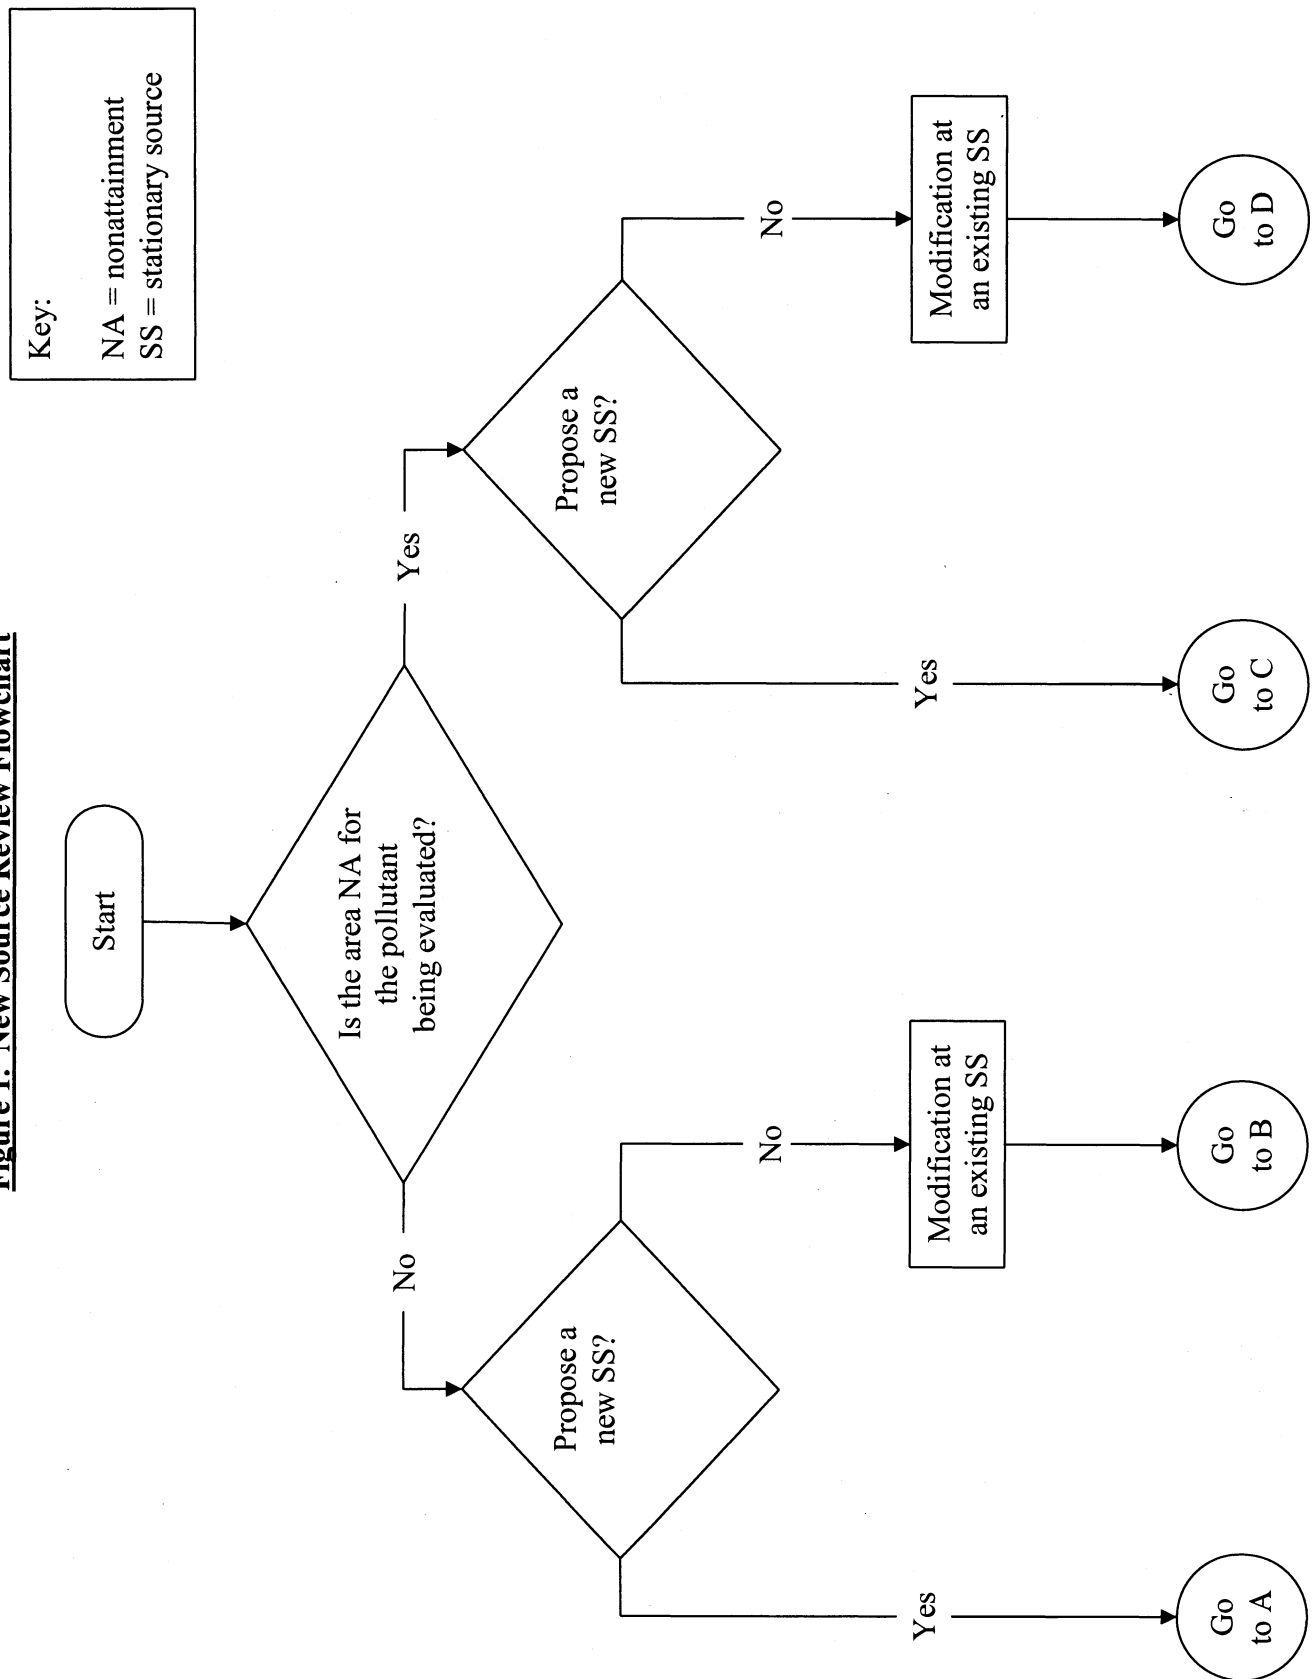 Figure 1. New Source Review Flowchart
Key:
NA = nonattainment
SS = stationary source
Start
Is the area NA for
the pollutant
being evaluated?
No
Yes
Propose a
new SS?
Propose a
new SS?
Yes
No
Yes
No
Modification at
an existing SS
Modification at
an existing SS
Go
to A
Go
to B
Go
to C
Go
to D